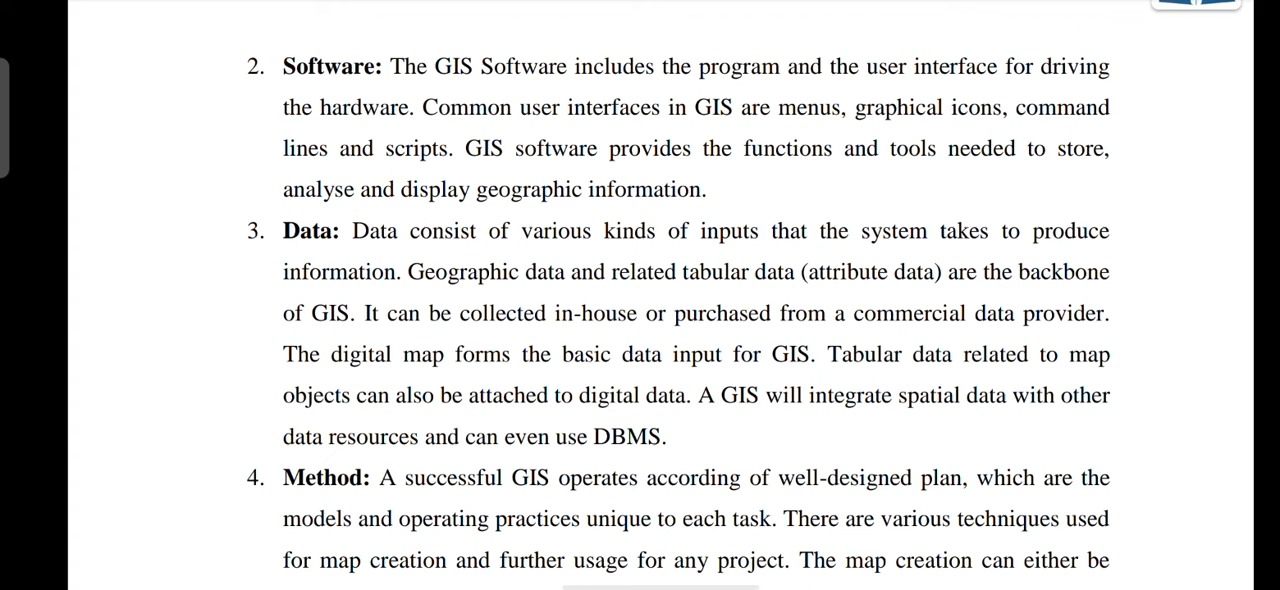 2. Software: The GIS Software includes the program and the user interface for driving
the hardware. Common user interfaces in GIS are menus, graphical icons, command
lines and scripts. GIS software provides the functions and tools needed to store,
analyse and display geographic information.
3. Data: Data consist of various kinds of inputs that the system takes to produce
information. Geographic data and related tabular data (attribute data) are the backbone
of GIS. It can be collected in-house or purchased from a commercial data provider.
The digital map forms the basic data input for GIS. Tabular data related to map
objects can also be attached to digital data. A GIS will integrate spatial data with other
data resources and can even use DBMS.
4. Method: A successful GIS operates according of well-designed plan, which are the
models and operating practices unique to each task. There are various techniques used
for map creation and further usage for any project. The map creation can either be